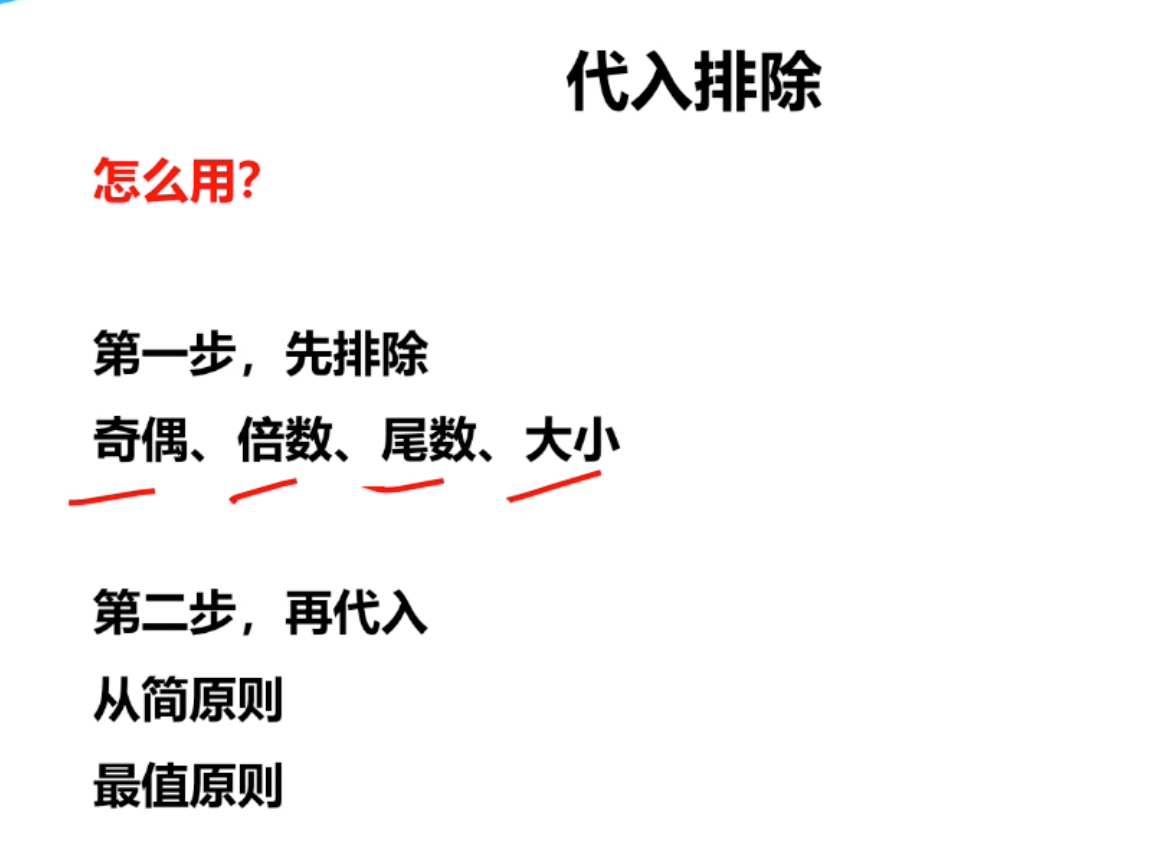 代入排除
怎么用?
第一步，先排除
奇偶、倍数、尾数、大小
第二步，再代入
从简原则
最值原则